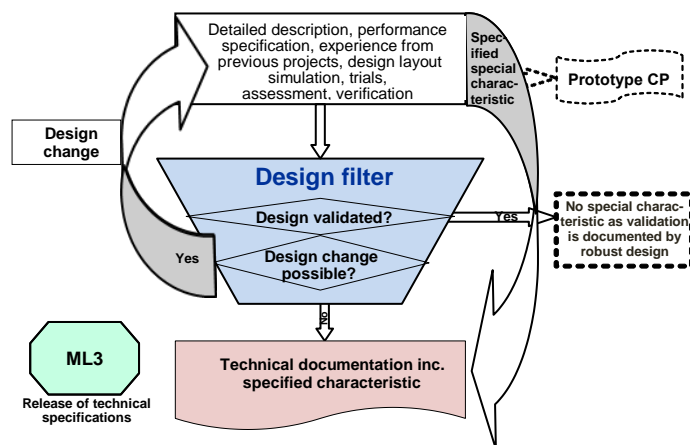 Detailed description, performance
specification, experience from
previous projects, design layout
simulation, trials,
assessment, verification
Spec-
ified
special
charac-
teristic
Prototype CP
Design
change
Design filter
Design validated?
Yes
No special charac-
teristic as validation
is documented by
robust design
Yes
Design change
possible?
No
Technical documentation inc.
specified characteristic
ML3
Release of technical
specifications